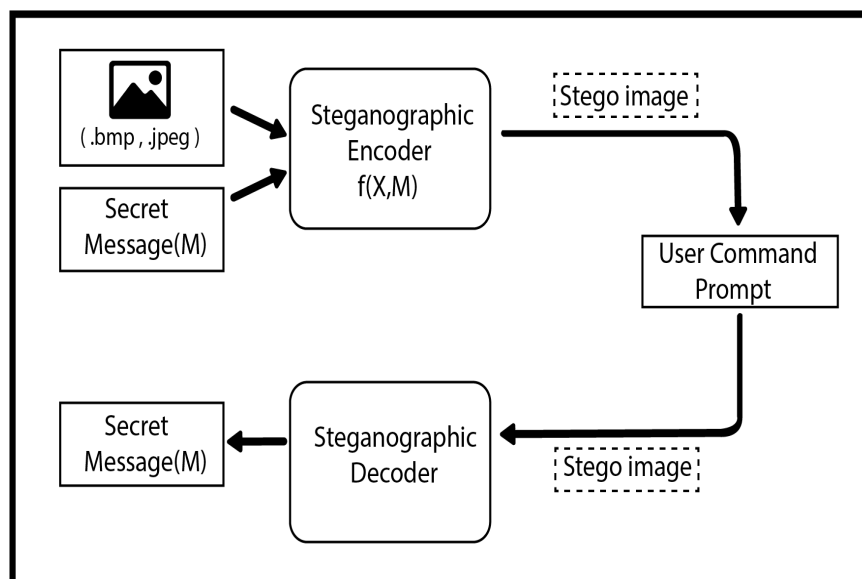 ( .bmp , .jpeg )
Secret
Message(M)
Steganographic
Encoder
f(X,M)
Stego image
User Command
Prompt
Stego image
Steganographic
Decoder
Secret
Message(M)